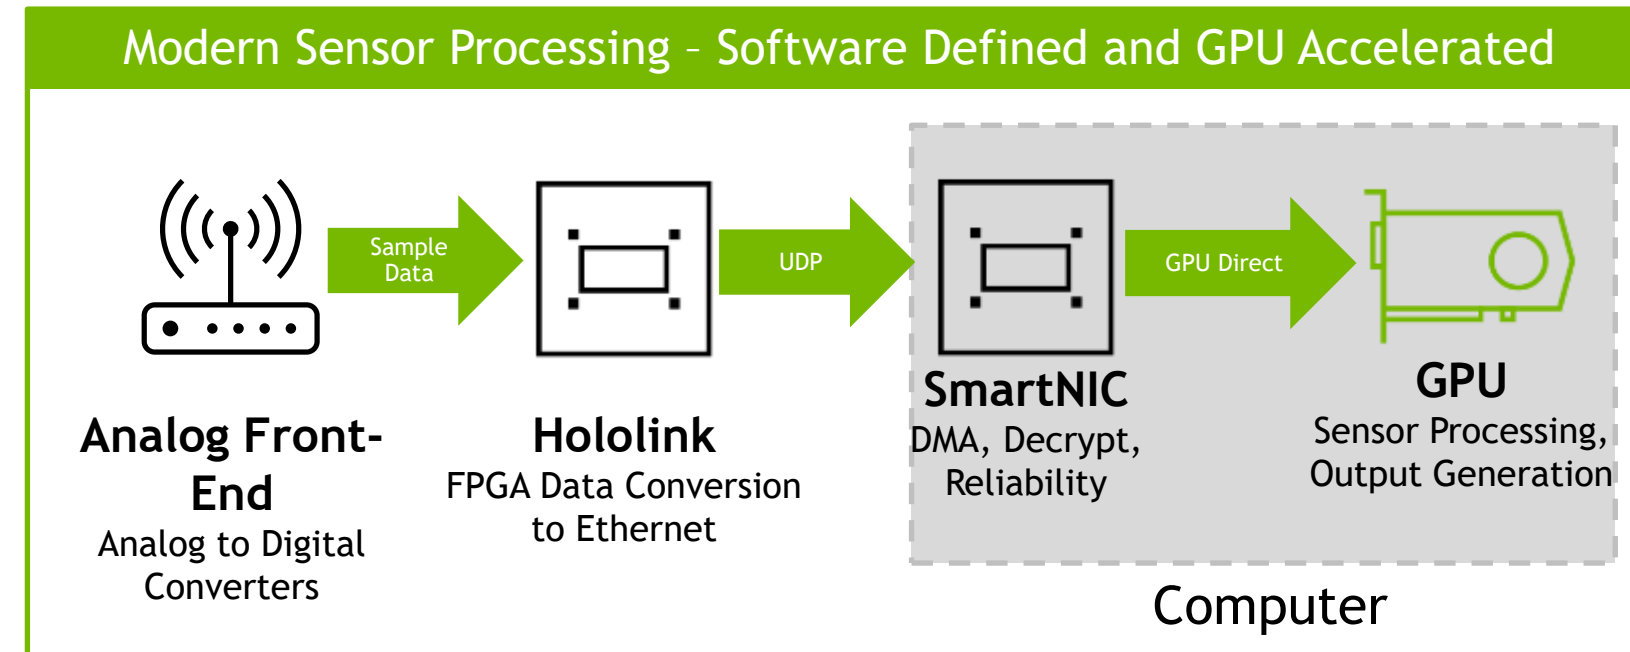 Modern Sensor Processing – Software Defined and GPU Accelerated
Sample
Data
UDP
GPU Direct
Analog Front-
End
Analog to Digital
Converters
Hololink
FPGA Data Conversion
to Ethernet
SmartNIC
DMA, Decrypt,
Reliability
GPU
Sensor Processing,
Output Generation
Computer